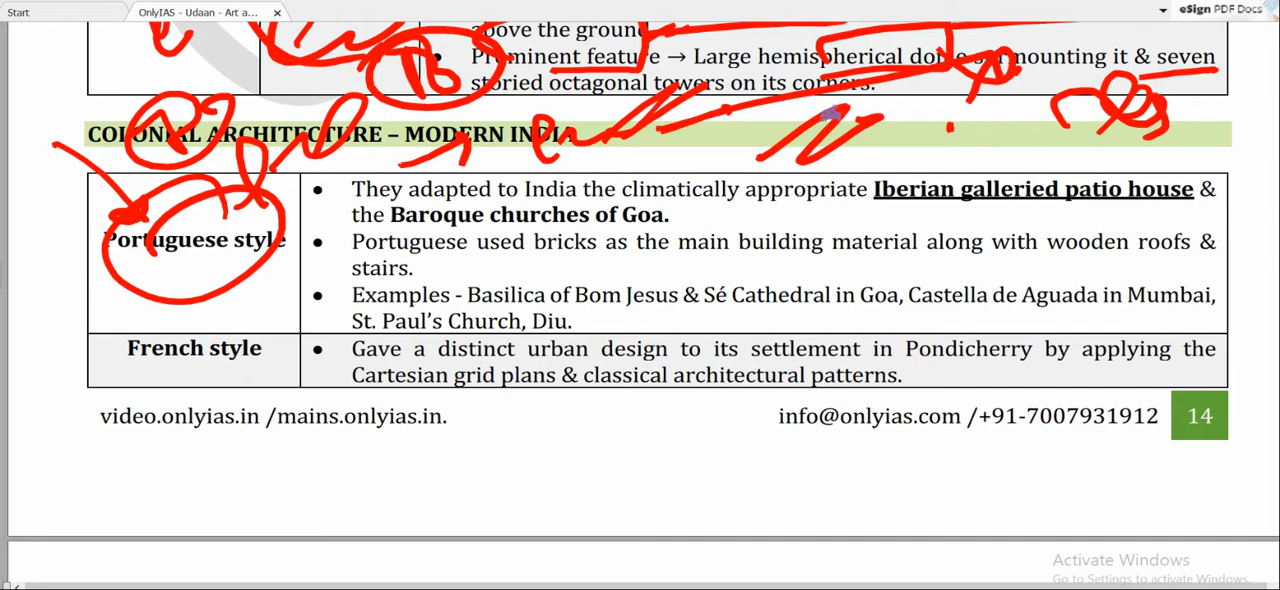 Start
OnlyIAS - Udaan - Art a...
eSign PDF Docs
above the ground
Prominent feature → Large hemispherical dome surmounting it & seven
storied octagonal towers on its corners.
COLONIAL ARCHITECTURE – MODERN INDIA
Portuguese style
• They adapted to India the climatically appropriate Iberian galleried patio house &
the Baroque churches of Goa.
• Portuguese used bricks as the main building material along with wooden roofs &
stairs.
• Examples - Basilica of Bom Jesus & Sé Cathedral in Goa, Castella de Aguada in Mumbai,
St. Paul's Church, Diu.
French style
• Gave a distinct urban design to its settlement in Pondicherry by applying the
Cartesian grid plans & classical architectural patterns.
video.onlyias.in /mains.onlyias.in.
info@onlyias.com /+91-7007931912
14
Activate Windows
Go to Settings to activate Windows.